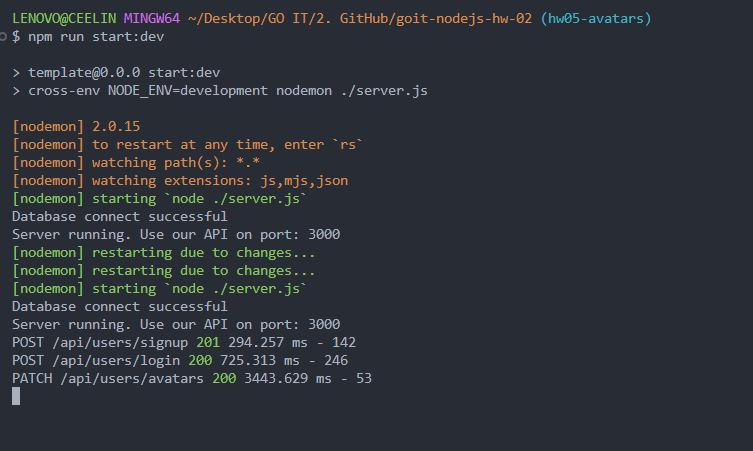 LENOVO@CEELIN MINGW64 ~/Desktop/GO IT/2. GitHub/goit-nodejs-hw-02 (hw05-avatars)
$ npm run start:dev
> template@0.0.0 start:dev
> cross-env NODE_ENV=development nodemon ./server.js
[nodemon] 2.0.15
[nodemon] to restart at any time, enter `rs`
[nodemon] watching path(s): *.*
[nodemon] watching extensions: js,mjs,json
[nodemon] starting `node ./server.js`
Database connect successful
Server running. Use our API on port: 3000
[nodemon] restarting due to changes...
[nodemon] restarting due to changes...
[nodemon] starting `node ./server.js`
Database connect successful
Server running. Use our API on port: 3000
POST /api/users/signup 201 294.257 ms - 142
POST /api/users/login 200 725.313 ms - 246
PATCH /api/users/avatars 200 3443.629 ms - 53